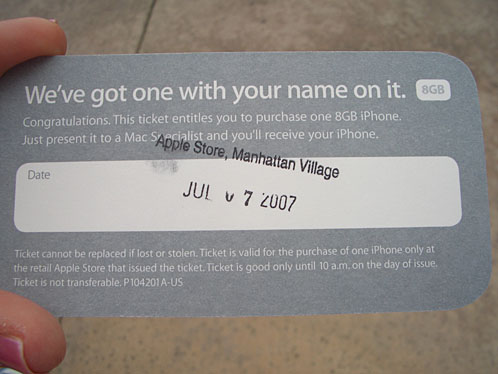 We've got one with your name on it. 8GB
Congratulations. This ticket entitles you to purchase one 8GB iPhone.
Just present it to a Mac Specialist and you'll receive your iPhone.
Apple Store, Manhattan Village
Date
JUL 07 2007
Ticket cannot be replaced if lost or stolen. Ticket is valid for the purchase of one iPhone only at
the retail Apple Store that issued the ticket. Ticket is good only until 10 a.m. on the day of issue.
Ticket is not transferable. P104201A-US